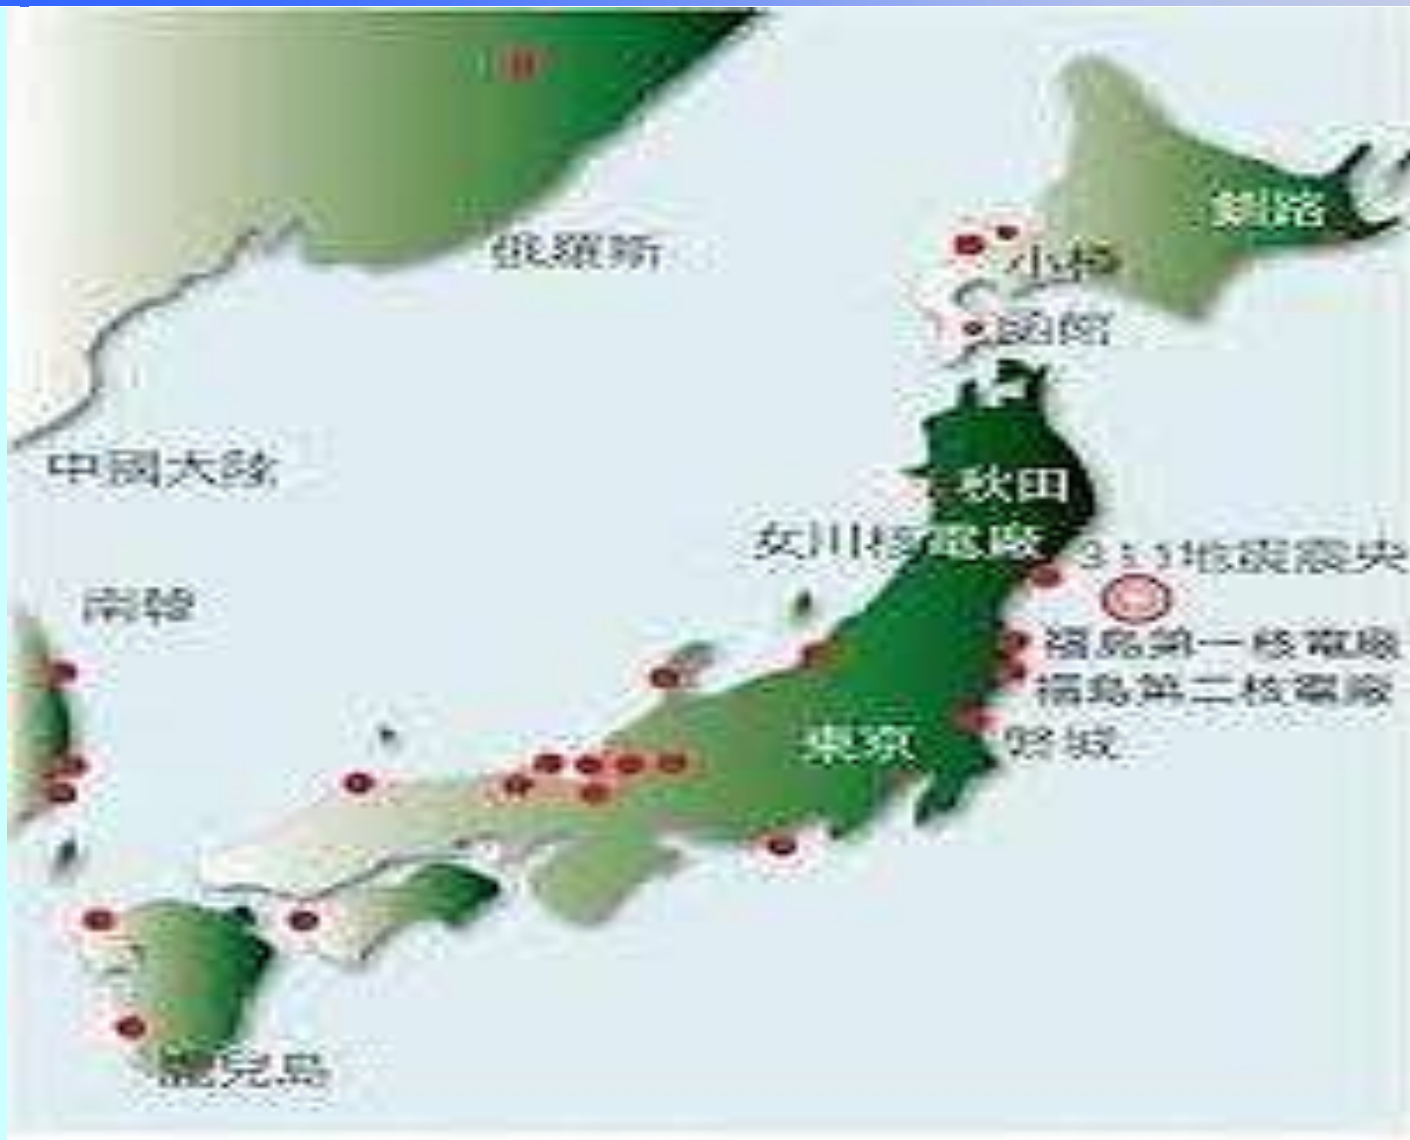 俄羅斯
釧路
小樽
函館
中國大陸
秋田
女川核電廠
311地震震央
南韓
福島第一核電廠
福島第二核電廠
東京
茨城
鹿兒島